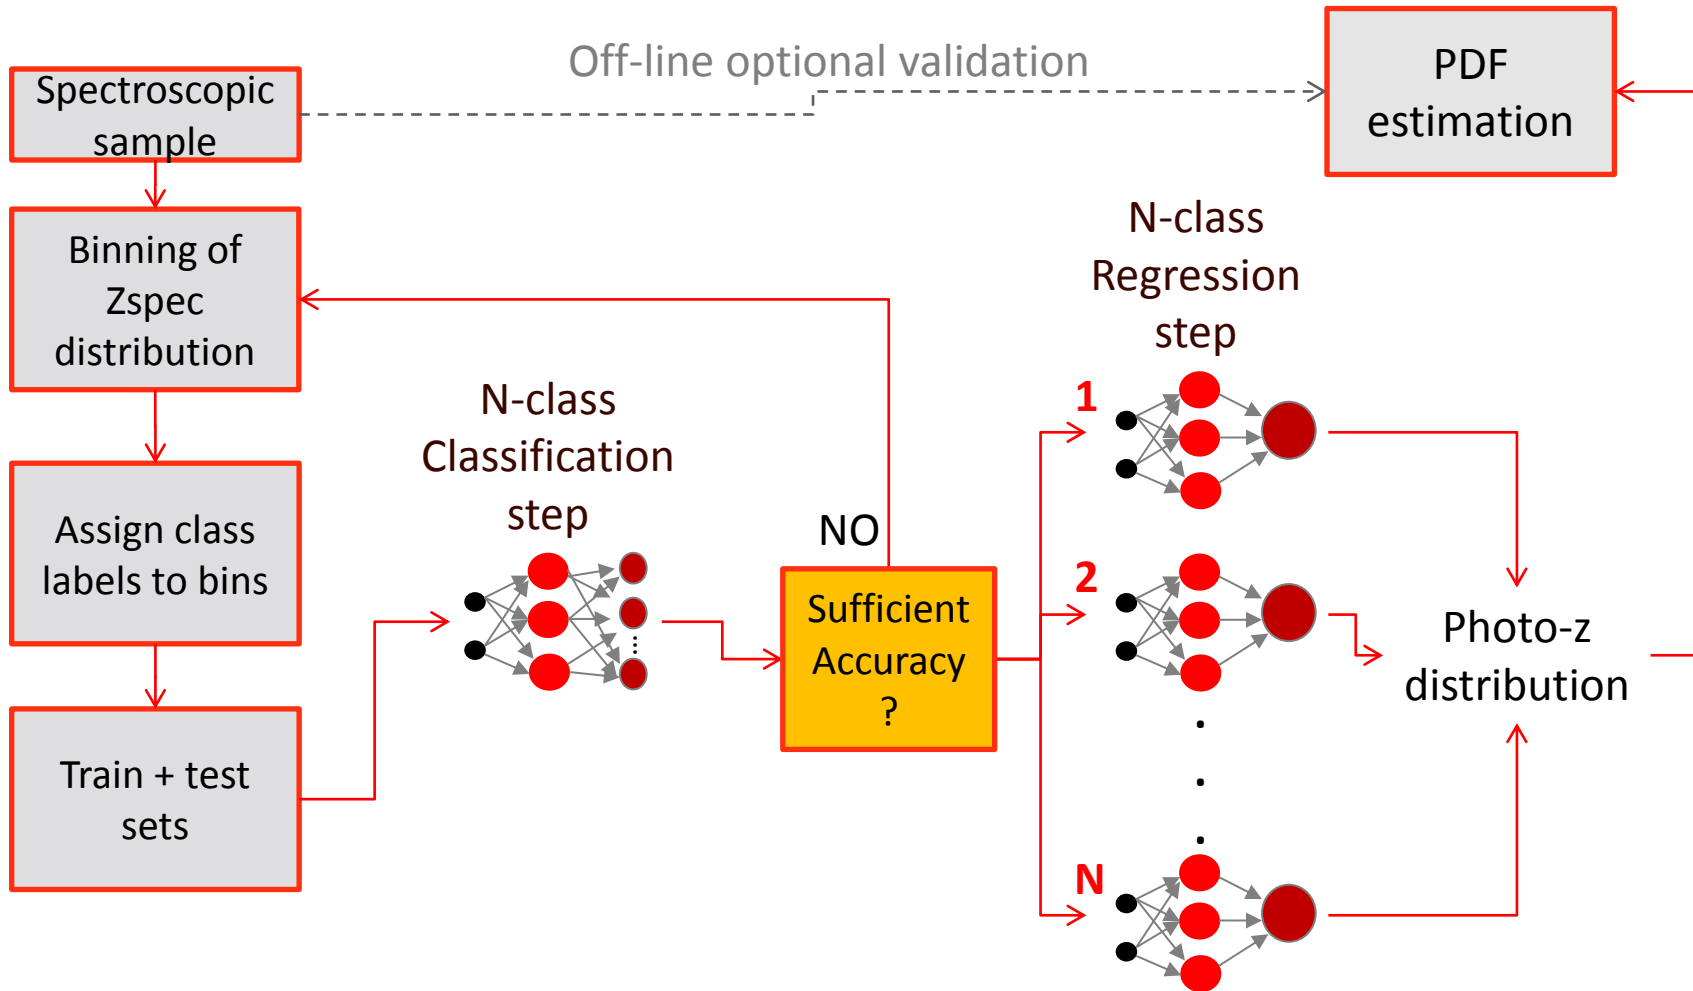 Off-line optional validation
Spectroscopic
sample
PDF
estimation
Binning of
Zspec
distribution
N-class
Regression
step
N-class
Classification
step
1
Assign class
labels to bins
NO
2
Sufficient
Accuracy
?
Photo-z
distribution
Train + test
sets
N